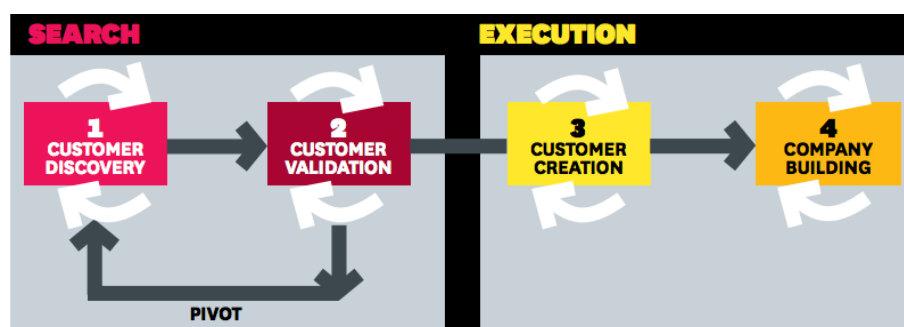 SEARCH
EXECUTION
1
CUSTOMER
DISCOVERY
2
CUSTOMER
VALIDATION
3
CUSTOMER
CREATION
4
COMPANY
BUILDING
PIVOT